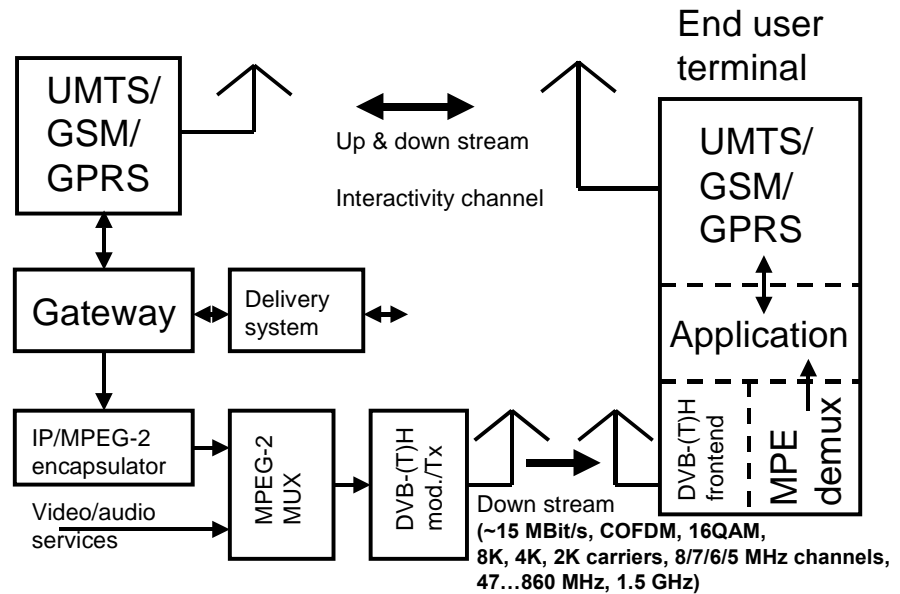 End user
terminal
UMTS/
GSM/
GPRS
Up & down stream
Interactivity channel
UMTS/
GSM/
GPRS
Gateway
Delivery
system
Application
IP/MPEG-2
encapsulator
Video/audio
services
MPEG-2
MUX
DVB-(T)H
mod./Tx
DVB-(T)H
frontend
MPE
demux
Down stream
(~15 MBit/s, COFDM, 16QAM,
8K, 4K, 2K carriers, 8/7/6/5 MHz channels,
47...860 MHz, 1.5 GHz)